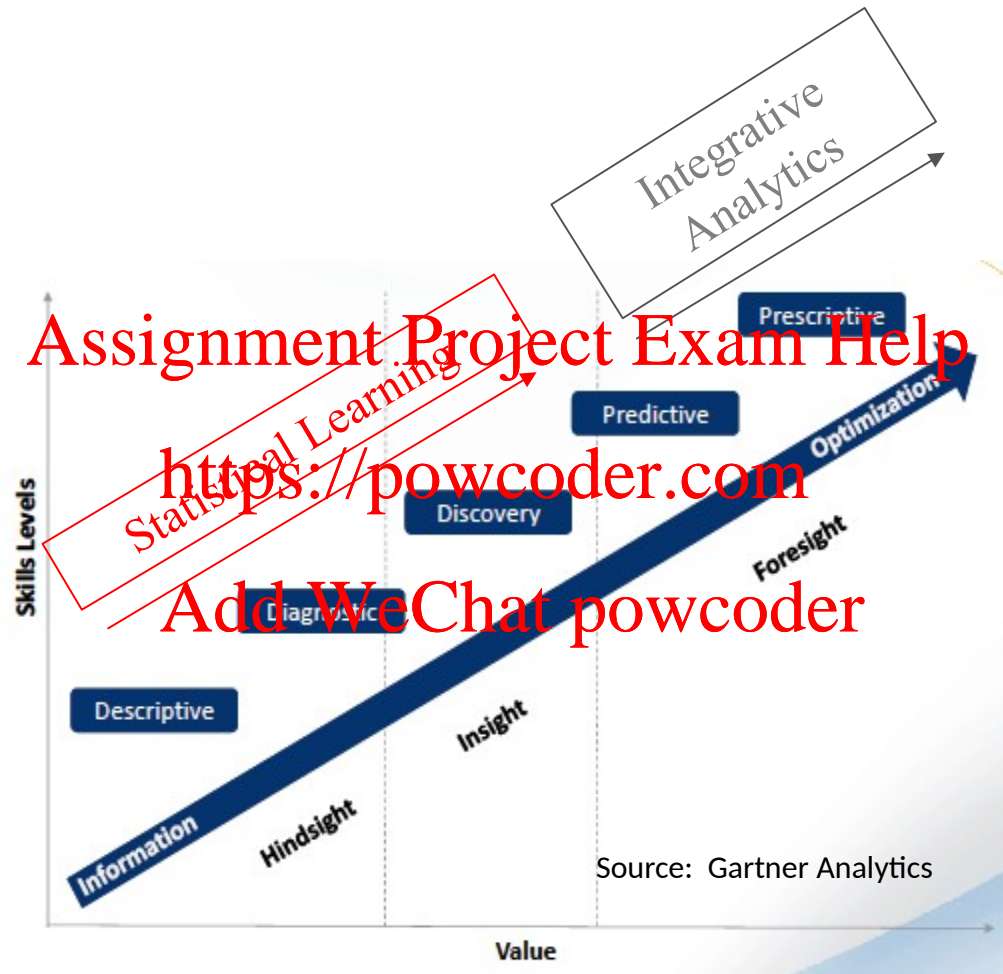 Integrative
Analytics
Prescriptive
Assignment Project Exam Help
Statistical Learning
Optimization
Predictive
https://powcoder.com
Discovery
Skills Levels
Foresight
Diagnostic
Add WeChat powcoder
Descriptive
Insight
Information
Hindsight
Source: Gartner Analytics
Value